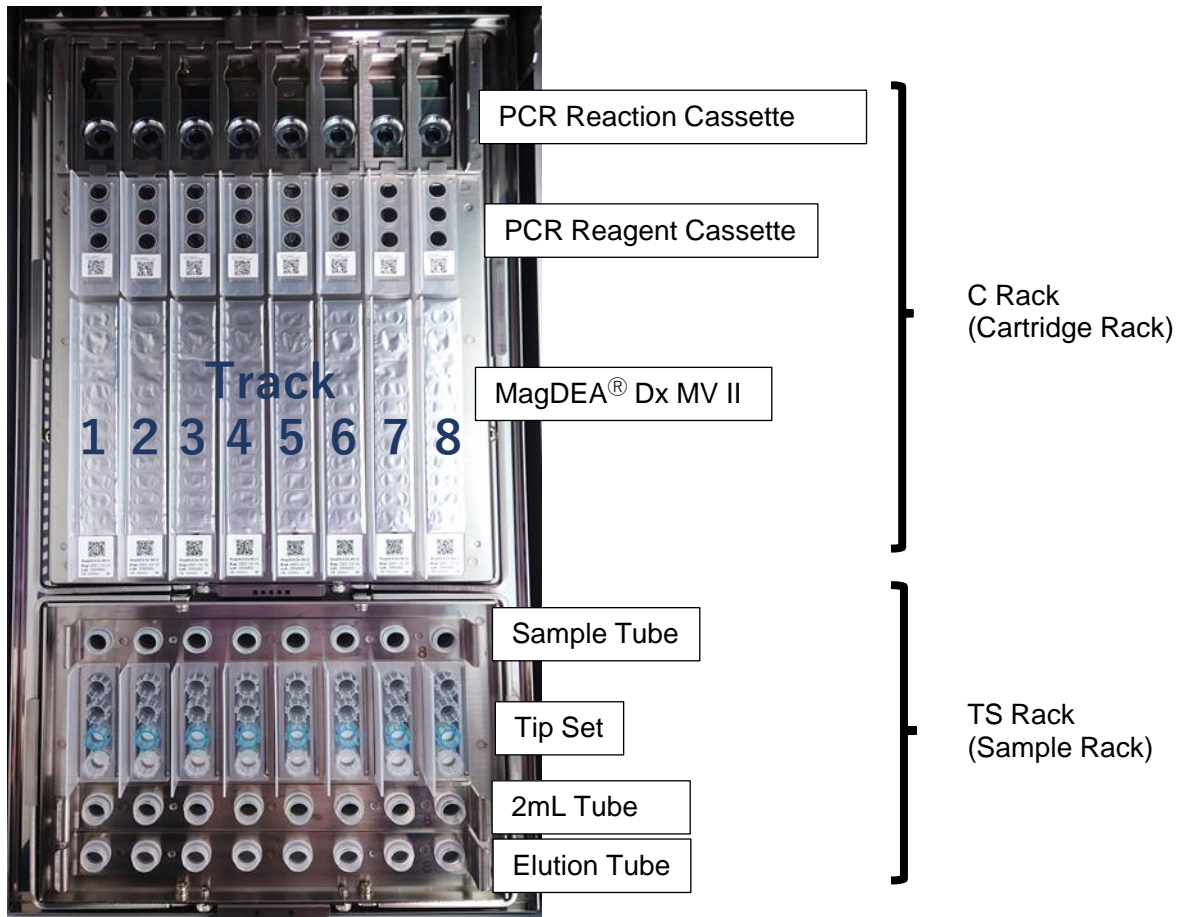 PCR Reaction Cassette
PCR Reagent Cassette
C Rack
(Cartridge Rack)
Track
MagDEA® Dx MV II
1 2 3 4 5 6 7 8
Sample Tube
Tip Set
TS Rack
(Sample Rack)
2mL Tube
Elution Tube